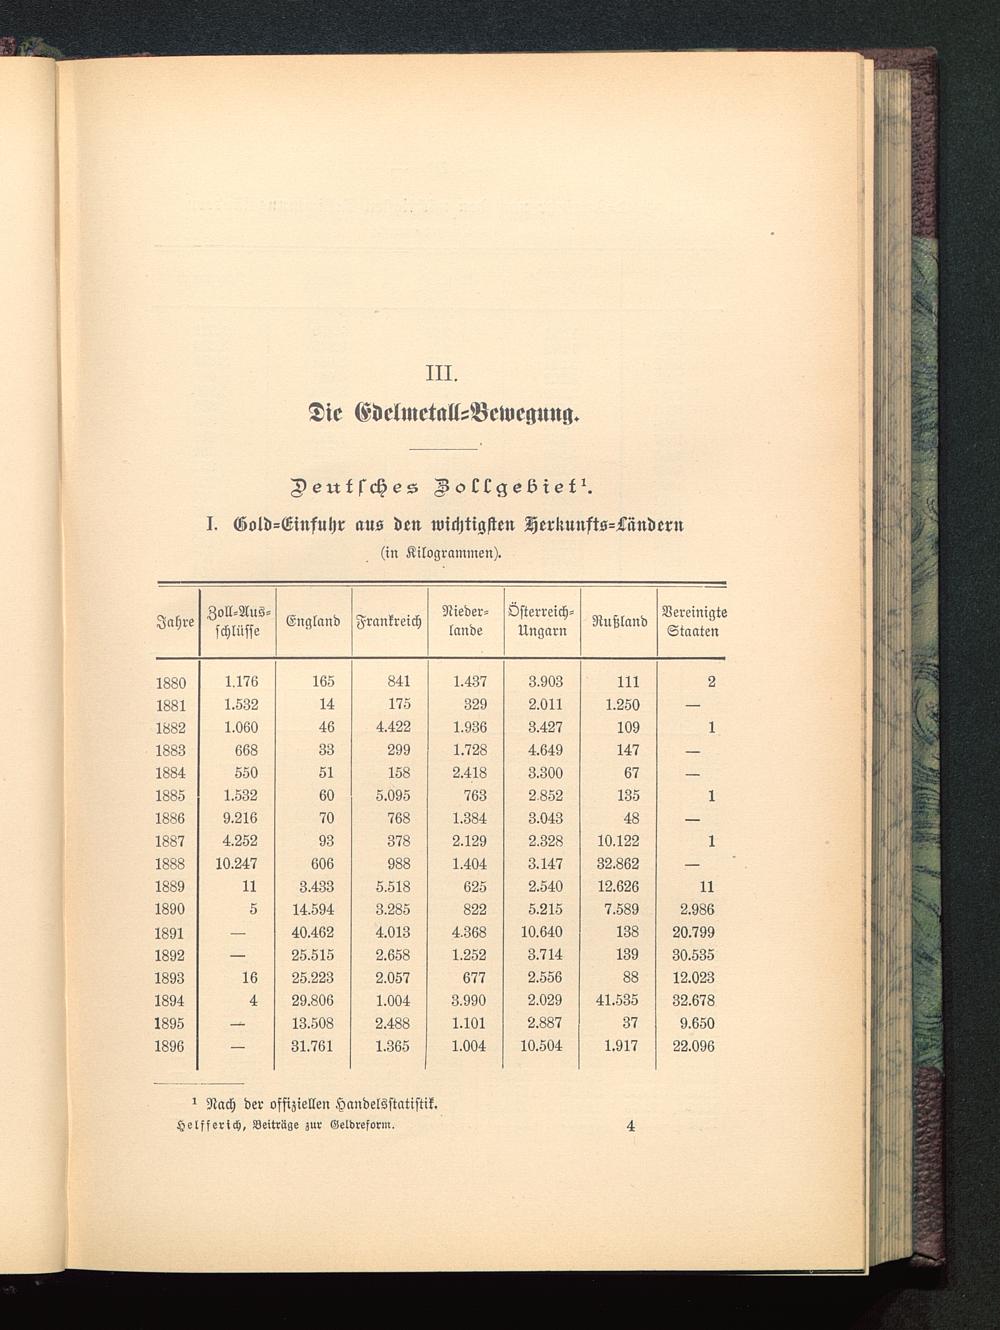 III.
Die Edelmetall=Bewegung.
Deutsches Zollgebiet¹.
I. Gold=Einfuhr aus den wichtigsten Herkunfts=Ländern
(in Kilogrammen).
Jahre Zoll=Aus= schlüsse England Frankreich Nieder= lande Österreich= Ungarn Rußland Vereinigte Staaten
1880 1.176 165 841 1.437 3.903 111 2
1881 1.532 14 175 329 2.011 1.250 —
1882 1.060 46 4.422 1.936 3.427 109 1
1883 668 33 299 1.728 4.649 147 —
1884 550 51 158 2.418 3.300 67 —
1885 1.532 60 5.095 763 2.852 135 1
1886 9.216 70 768 1.384 3.043 48 —
1887 4.252 93 378 2.129 2.328 10.122 1
1888 10.247 606 988 1.404 3.147 32.862 —
1889 11 3.433 5.518 625 2.540 12.626 11
1890 5 14.594 3.285 822 5.215 7.589 2.986
1891 — 40.462 4.013 4.368 10.640 138 20.799
1892 — 25.515 2.658 1.252 3.714 139 30.535
1893 16 25.223 2.057 677 2.556 88 12.023
1894 4 29.806 1.004 3.990 2.029 41.535 32.678
1895 — 13.508 2.488 1.101 2.887 37 9.650
1896 — 31.761 1.365 1.004 10.504 1.917 22.096
¹ Nach der offiziellen Handelsstatistik.
Helfferich, Beiträge zur Geldreform. 4